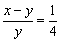 (x-y)/y = 1/4